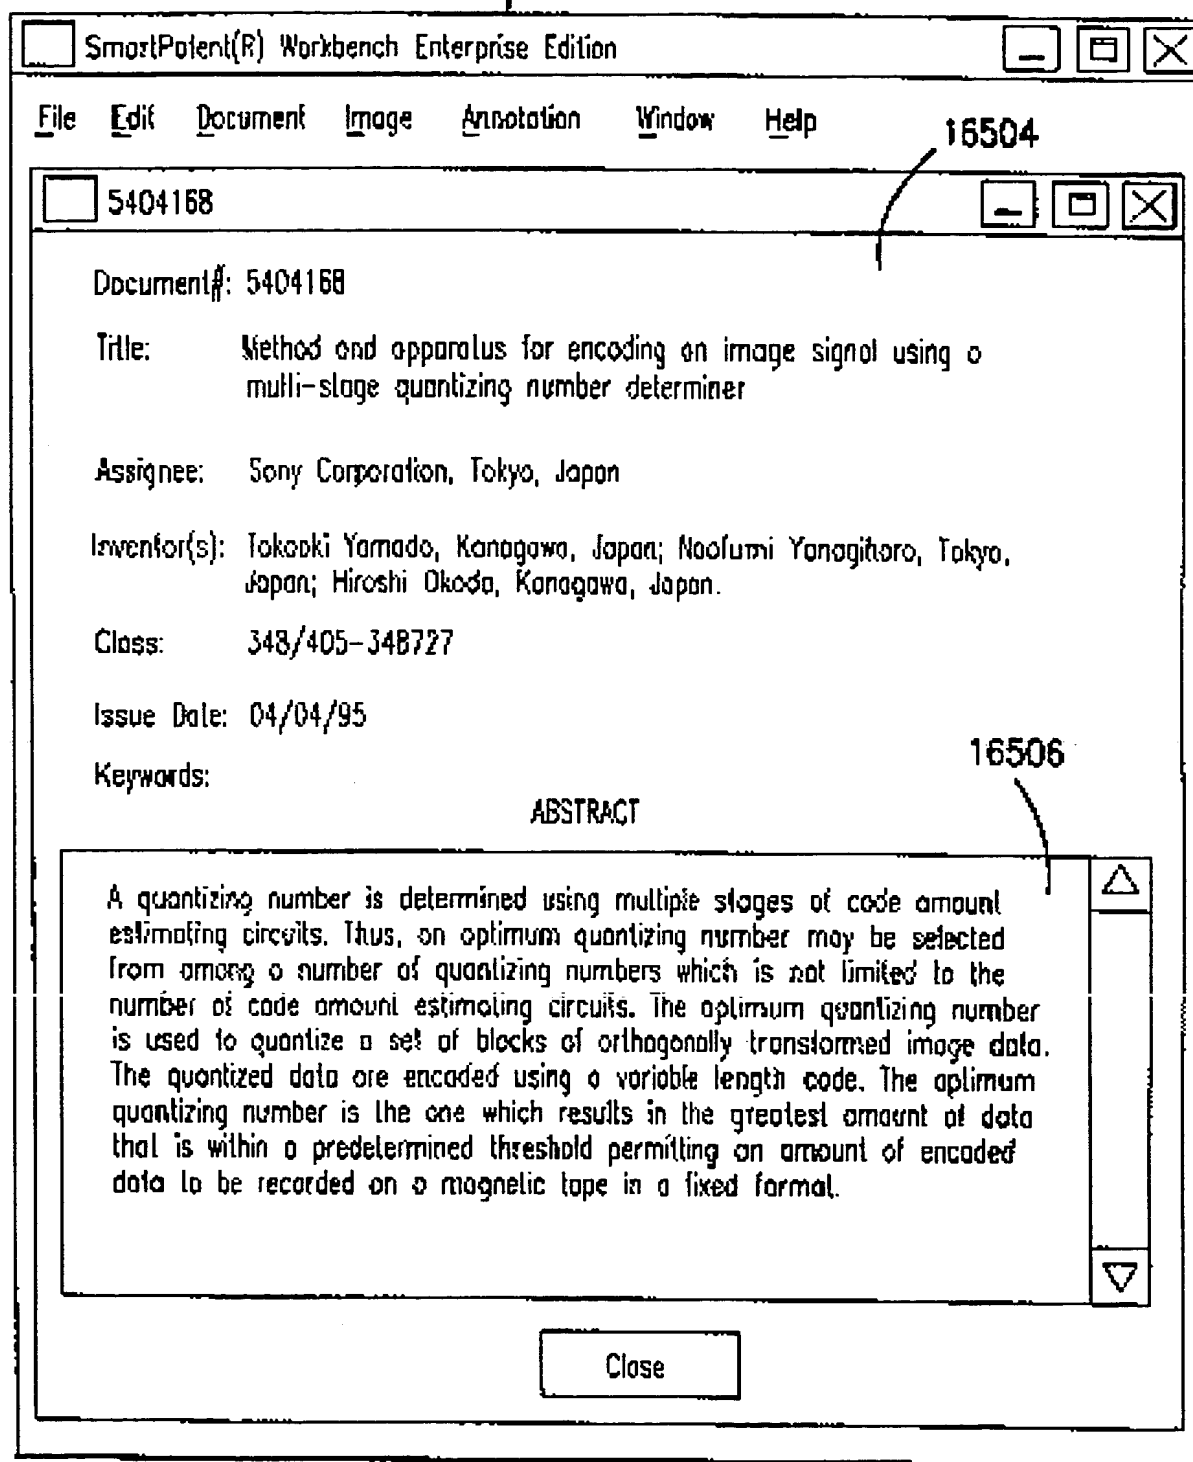 SmartPatent(R) Workbench Enterprise Edition
File Edit Document Image Annotation Window Help
16504
5404168
Document#: 5404168
Title: Method and apparatus for encoding an image signal using a
multi-stage quantizing number determiner
Assignee: Sony Corporation, Tokyo, Japan
Inventor(s): Takaaki Yamada, Kanagawa, Japan; Naofumi Yanagihara, Tokyo,
Japan; Hiroshi Okada, Kanagawa, Japan.
Class: 348/405-348727
Issue Date: 04/04/95
16506
Keywords:
ABSTRACT
A quantizing number is determined using multiple stages of code amount
estimating circuits. Thus, an optimum quantizing number may be selected
from among a number of quantizing numbers which is not limited to the
number of code amount estimating circuits. The optimum quantizing number
is used to quantize a set of blocks of orthogonally transformed image data.
The quantized data are encoded using a variable length code. The optimum
quantizing number is the one which results in the greatest amount of data
that is within a predetermined threshold permitting an amount of encoded
data to be recorded on a magnetic tape in a fixed format.
Close